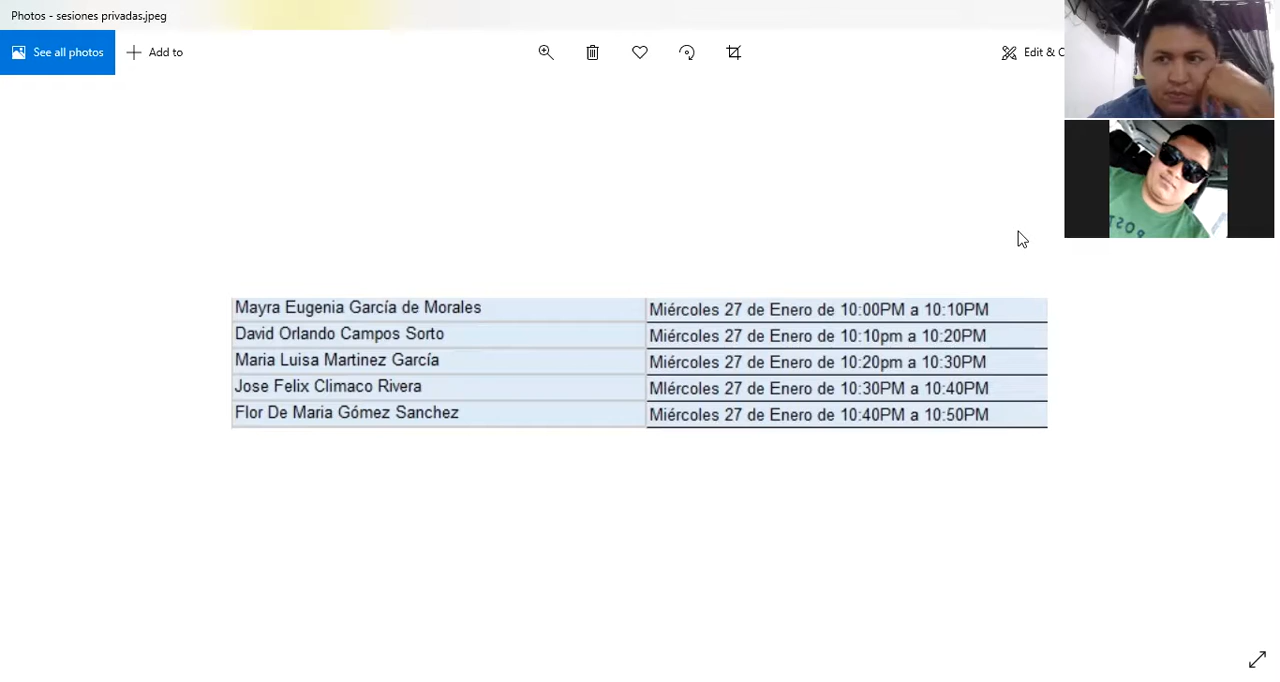 Photos - sesiones privadas.jpeg
See all photos
Add to
Edit & C
Mayra Eugenia García de Morales Miércoles 27 de Enero de 10:00PM a 10:10PM
David Orlando Campos Sorto Miércoles 27 de Enero de 10:10pm a 10:20PM
Maria Luisa Martinez García Miércoles 27 de Enero de 10:20pm a 10:30PM
Jose Felix Climaco Rivera MIércoles 27 de Enero de 10:30PM a 10:40PM
Flor De Maria Gómez Sanchez Miércoles 27 de Enero de 10:40PM a 10:50PM